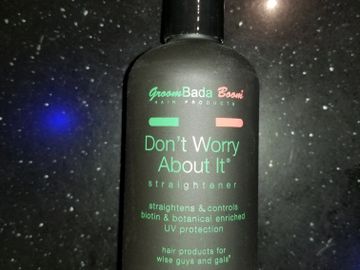 GroomBada Boom®
HAIR PRODUCTS
Don't Worry
About It®
straightener
straightens & controls
biotin & botanical enriched
UV protection
hair products for
wise guys and gals®